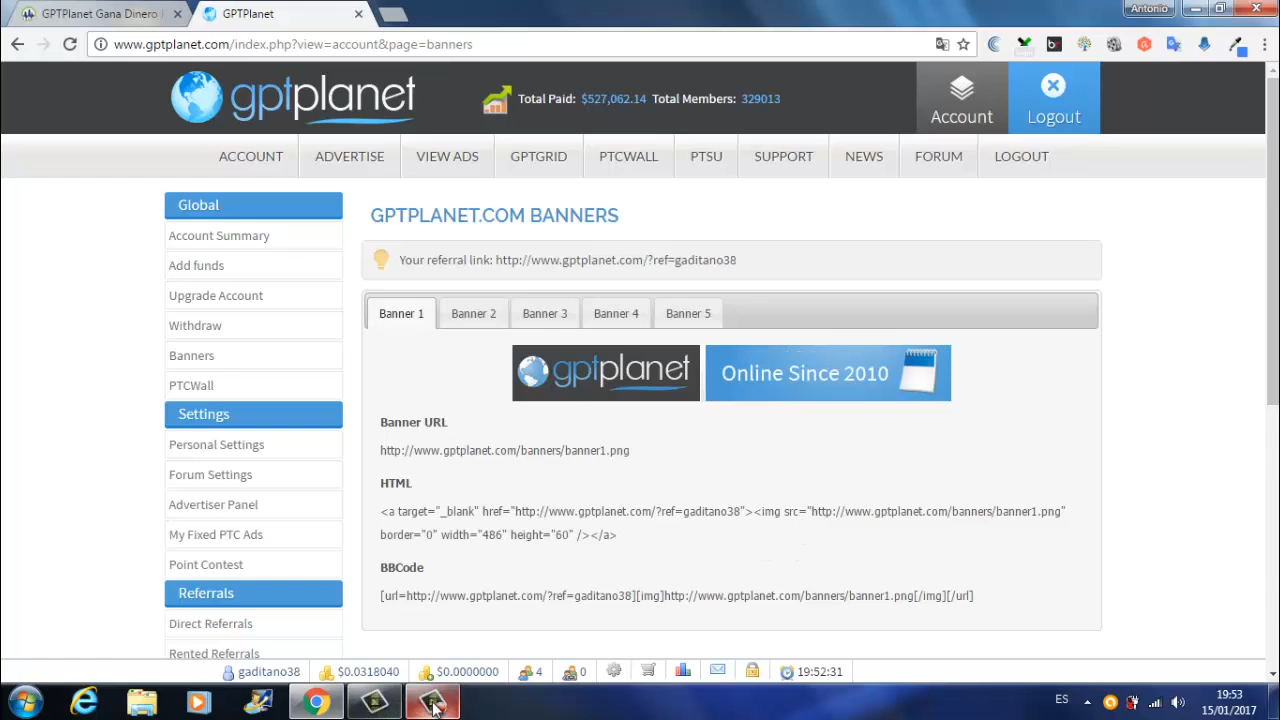 GPTPlanet Gana Dinero
GPTPlanet
Antonio
www.gptplanet.com/index.php?view=account&page=banners
gptplanet
Total Paid: $527,062.14 Total Members: 329013
Account
Logout
ACCOUNT ADVERTISE VIEW ADS GPTGRID PTCWALL PTSU SUPPORT NEWS FORUM LOGOUT
Global
Account Summary
Add funds
Upgrade Account
Withdraw
Banners
PTCWall
Settings
Personal Settings
Forum Settings
Advertiser Panel
My Fixed PTC Ads
Point Contest
Referrals
Direct Referrals
Rented Referrals
GPTPLANET.COM BANNERS
Your referral link: http://www.gptplanet.com/?ref=gaditano38
Banner 1 Banner 2 Banner 3 Banner 4 Banner 5
gptplanet Online Since 2010
Banner URL
http://www.gptplanet.com/banners/banner1.png
HTML
<a target="_blank" href="http://www.gptplanet.com/?ref=gaditano38"><img src="http://www.gptplanet.com/banners/banner1.png"
border="0" width="486" height="60" /></a>
BBCode
[url=http://www.gptplanet.com/?ref=gaditano38][img]http://www.gptplanet.com/banners/banner1.png[/img][/url]
gaditano38 $0.0318040 $0.0000000 4 0 19:52:31
ES
19:53
15/01/2017